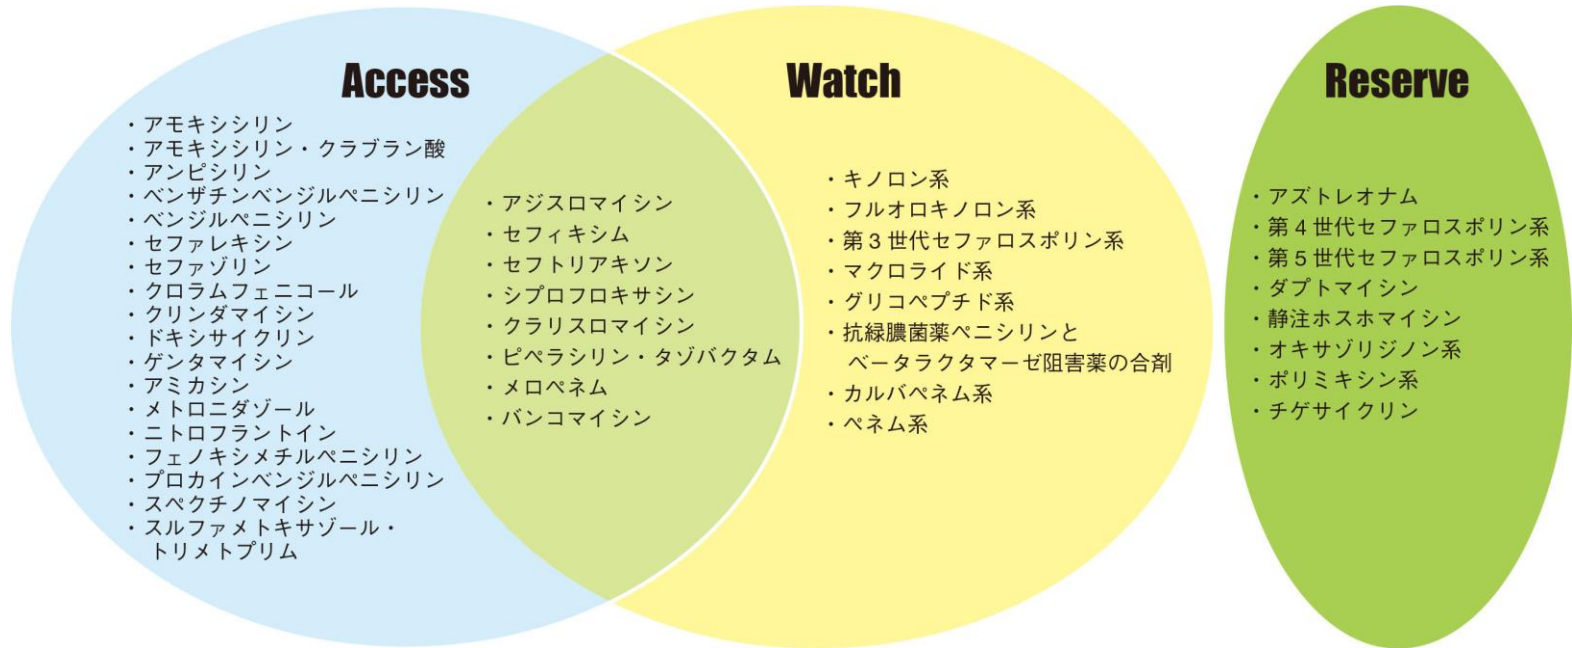 Access
・アモキシシリン
・アモキシシリン・クラブラン酸
・アンピシリン
・ベンザチンベンジルペニシリン
・ベンジルペニシリン
・セファレキシン
・セファゾリン
・クロラムフェニコール
・クリンダマイシン
・ドキシサイクリン
・ゲンタマイシン
・アミカシン
・メトロニダゾール
・ニトロフラントイン
・フェノキシメチルペニシリン
・プロカインベンジルペニシリン
・スペクチノマイシン
・スルファメトキサゾール・
トリメトプリム
・アジスロマイシン
・セフィキシム
・セフトリアキソン
・シプロフロキサシン
・クラリスロマイシン
・ピペラシリン・タゾバクタム
・メロペネム
・バンコマイシン
Watch
・キノロン系
・フルオロキノロン系
・第3世代セファロスポリン系
・マクロライド系
・グリコペプチド系
・抗緑膿菌薬ペニシリンと
ベータラクタマーゼ阻害薬の合剤
・カルバペネム系
・ペネム系
Reserve
・アズトレオナム
・第4世代セファロスポリン系
・第5世代セファロスポリン系
・ダプトマイシン
・静注ホスホマイシン
・オキサゾリジノン系
・ポリミキシン系
・チゲサイクリン